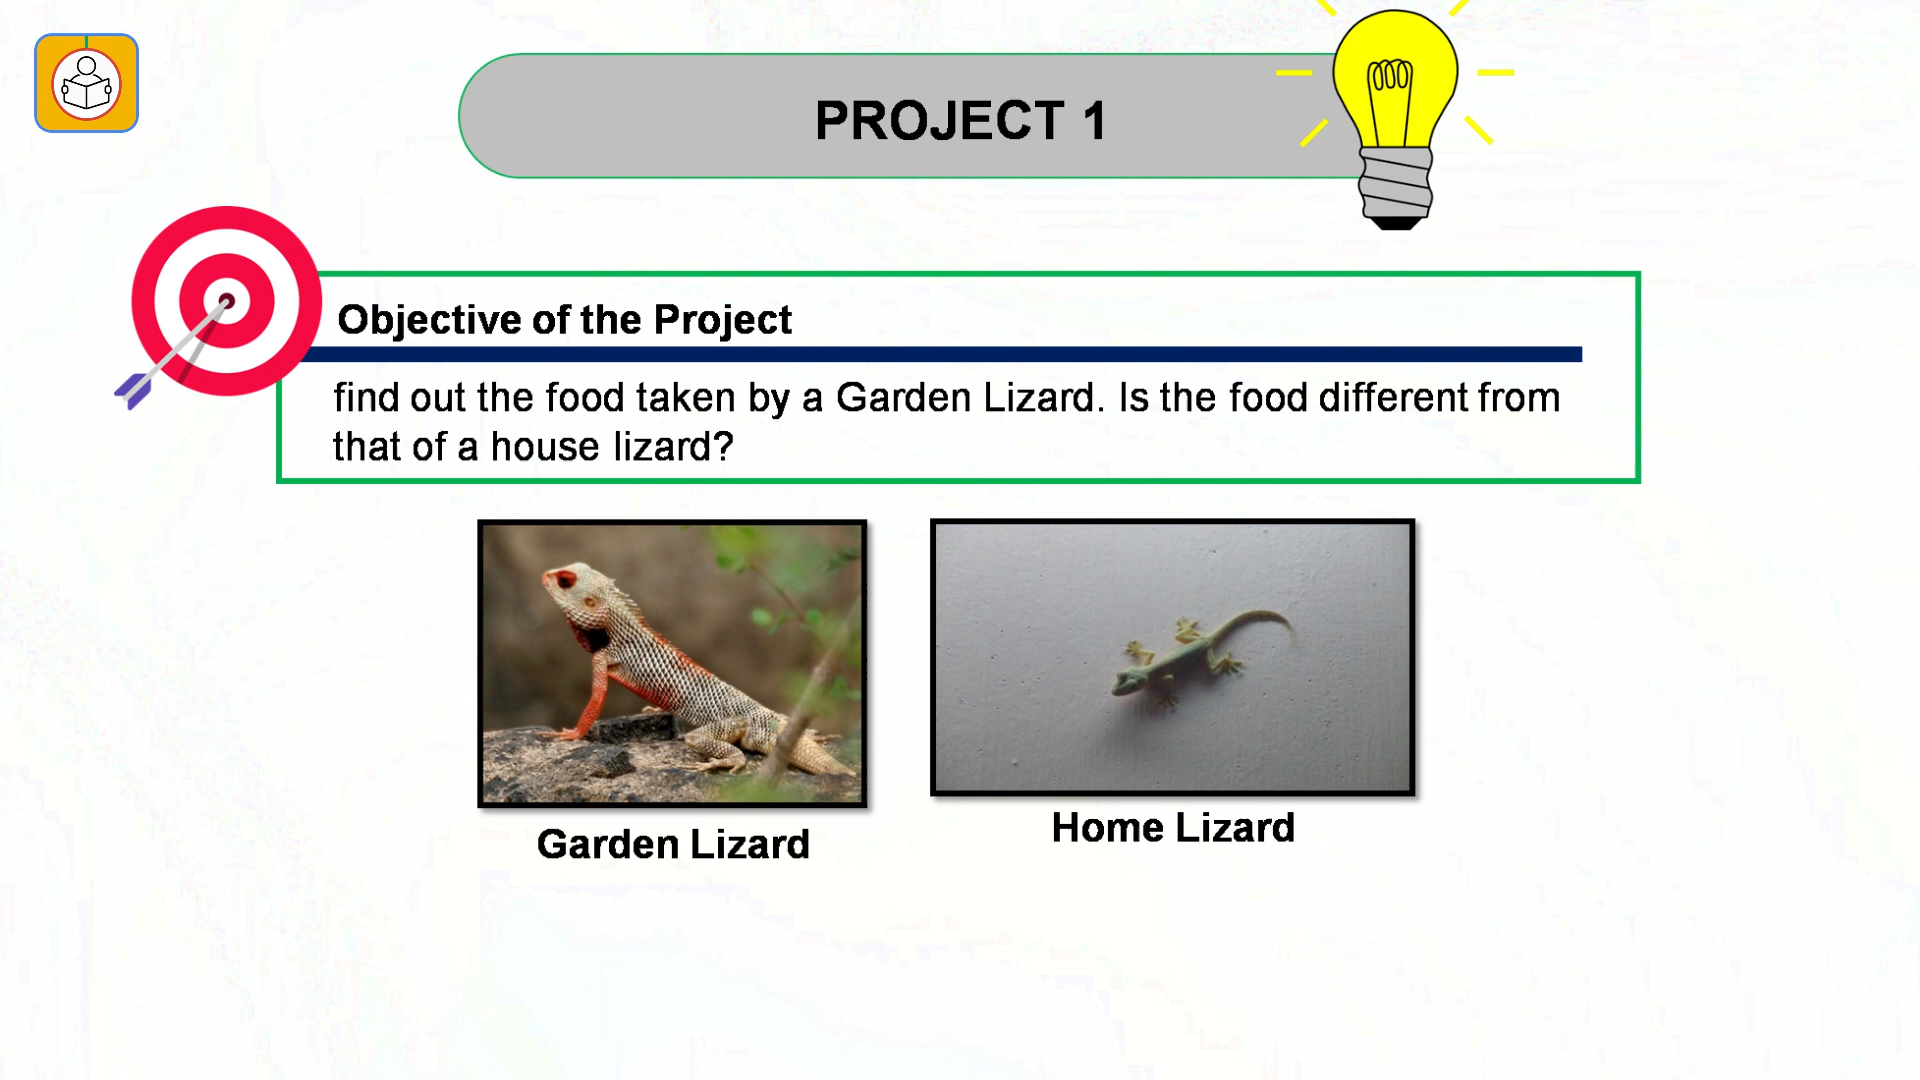 PROJECT 1
Objective of the Project
find out the food taken by a Garden Lizard. Is the food different from
that of a house lizard?
Garden Lizard
Home Lizard